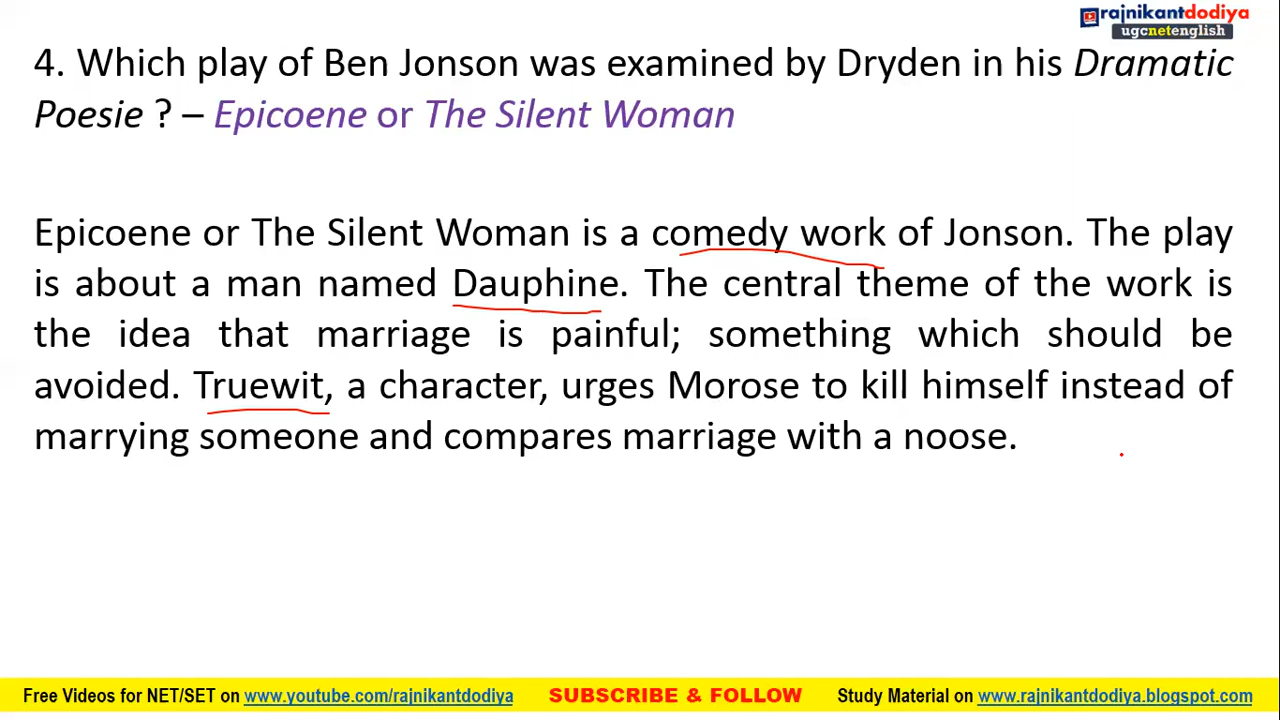 rajnikantdodiya
ugcnetenglish
4. Which play of Ben Jonson was examined by Dryden in his Dramatic
Poesie ? – Epicoene or The Silent Woman
Epicoene or The Silent Woman is a comedy work of Jonson. The play
is about a man named Dauphine. The central theme of the work is
the idea that marriage is painful; something which should be
avoided. Truewit, a character, urges Morose to kill himself instead of
marrying someone and compares marriage with a noose.
Free Videos for NET/SET on www.youtube.com/rajnikantdodiya SUBSCRIBE & FOLLOW Study Material on www.rajnikantdodiya.blogspot.com